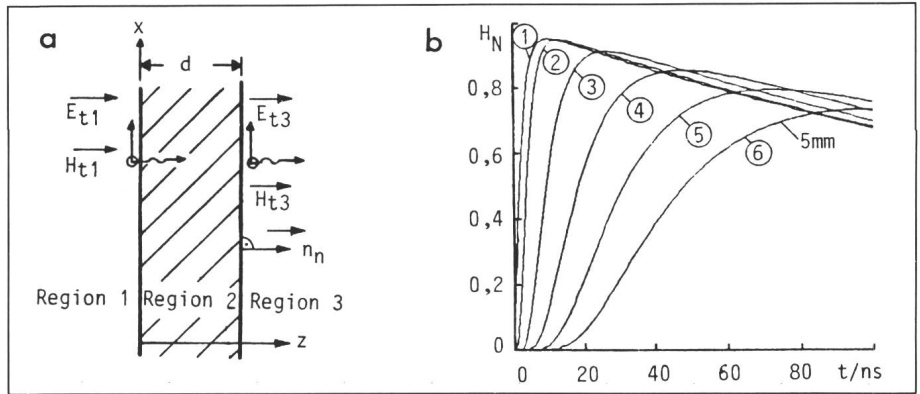 a
x
d
E t1
E t3
H t1
H t3
n n
Region 1
Region 2
Region 3
z
b
H N
0,8
0,6
0,4
0,2
0
1
2
3
4
5
6
5mm
0
20
40
60
80
t/ns